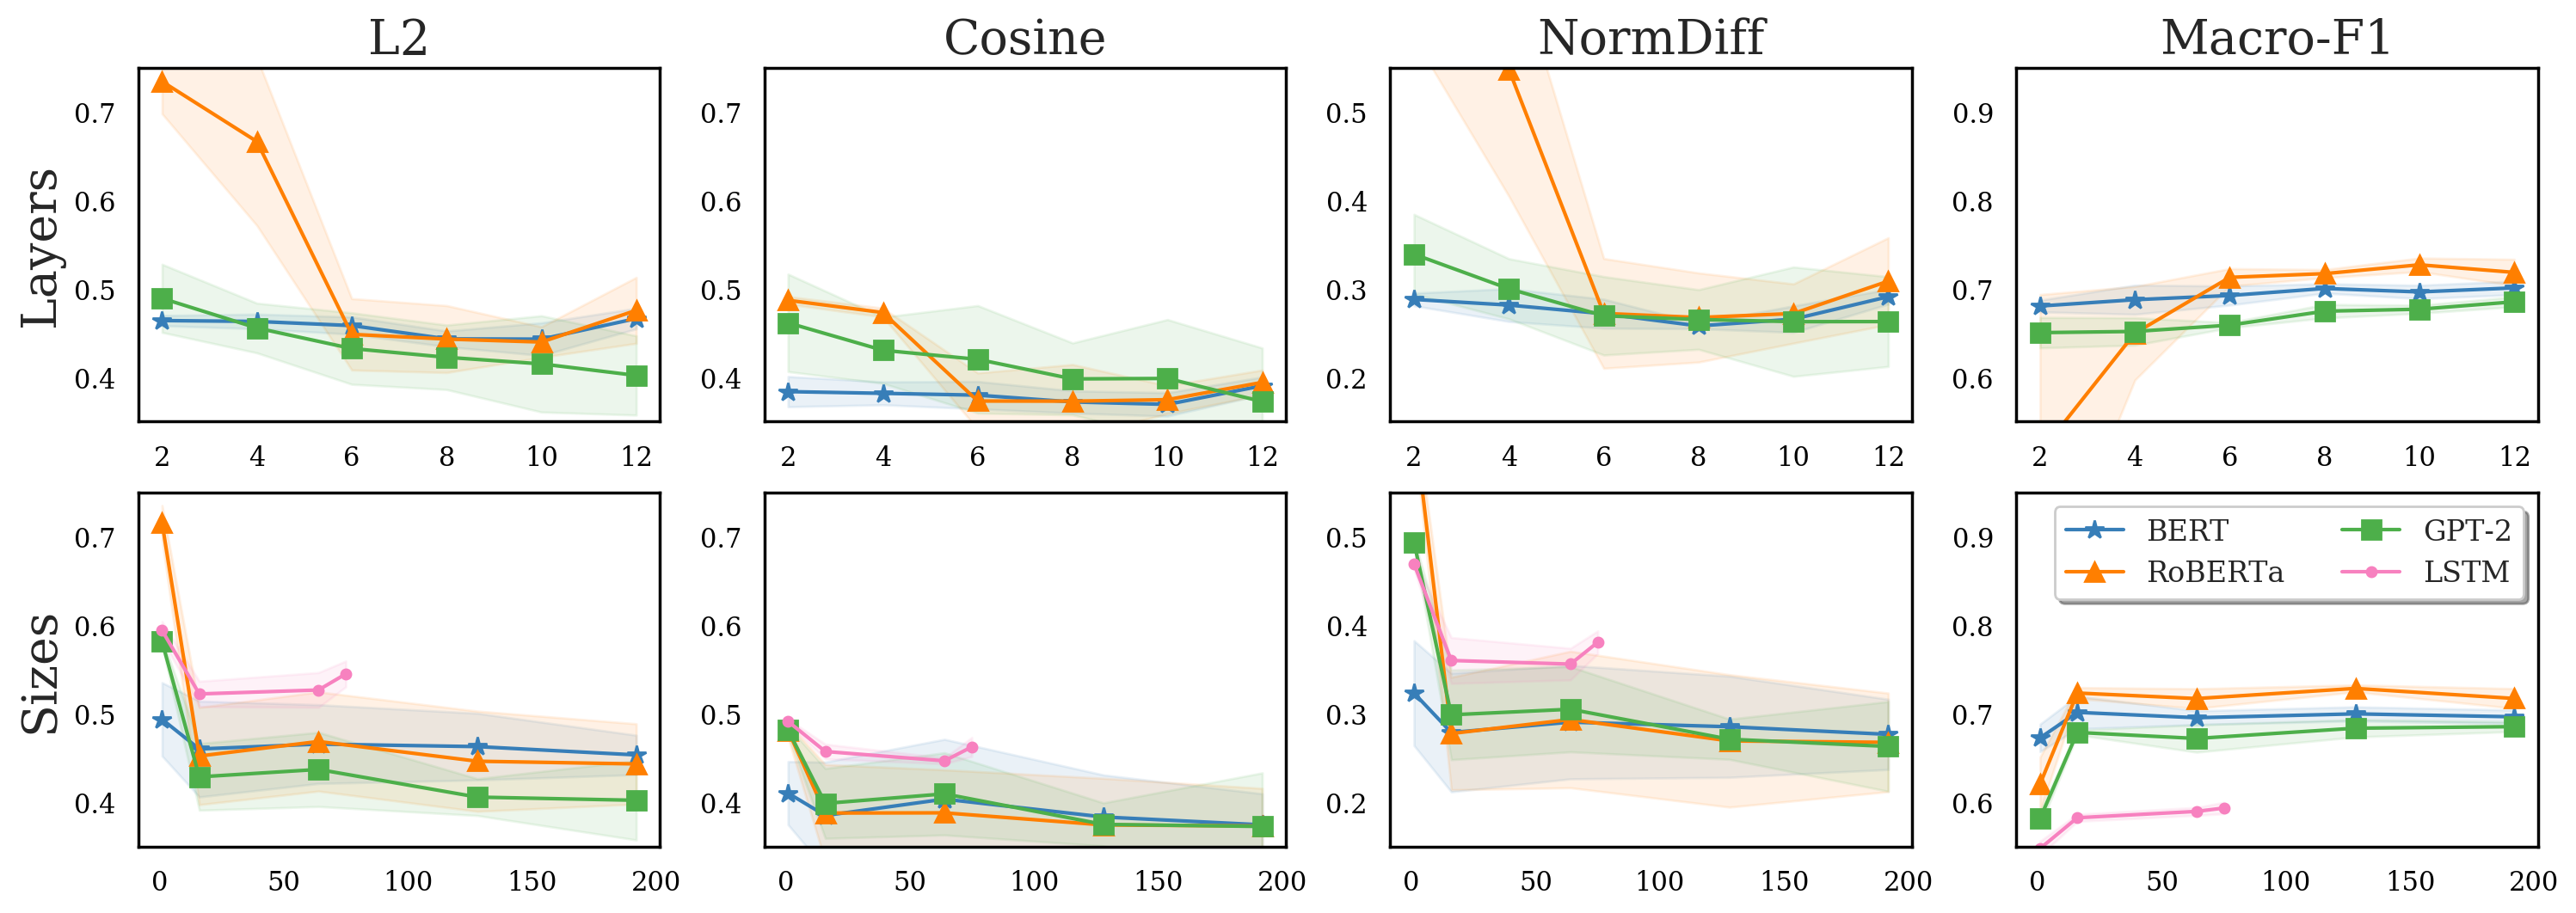 L2 Cosine NormDiff Macro-F1
Layers
0.7 0.7 0.5 0.9
0.6 0.6 0.4 0.8
0.5 0.5 0.3 0.7
0.4 0.4 0.2 0.6
2 4 6 8 10 12 2 4 6 8 10 12 2 4 6 8 10 12 2 4 6 8 10 12
Sizes
0.7 0.7 0.5 0.9
0.6 0.6 0.4 0.8
0.5 0.5 0.3 0.7
0.4 0.4 0.2 0.6
BERT GPT-2
RoBERTa LSTM
0 50 100 150 200 0 50 100 150 200 0 50 100 150 200 0 50 100 150 200